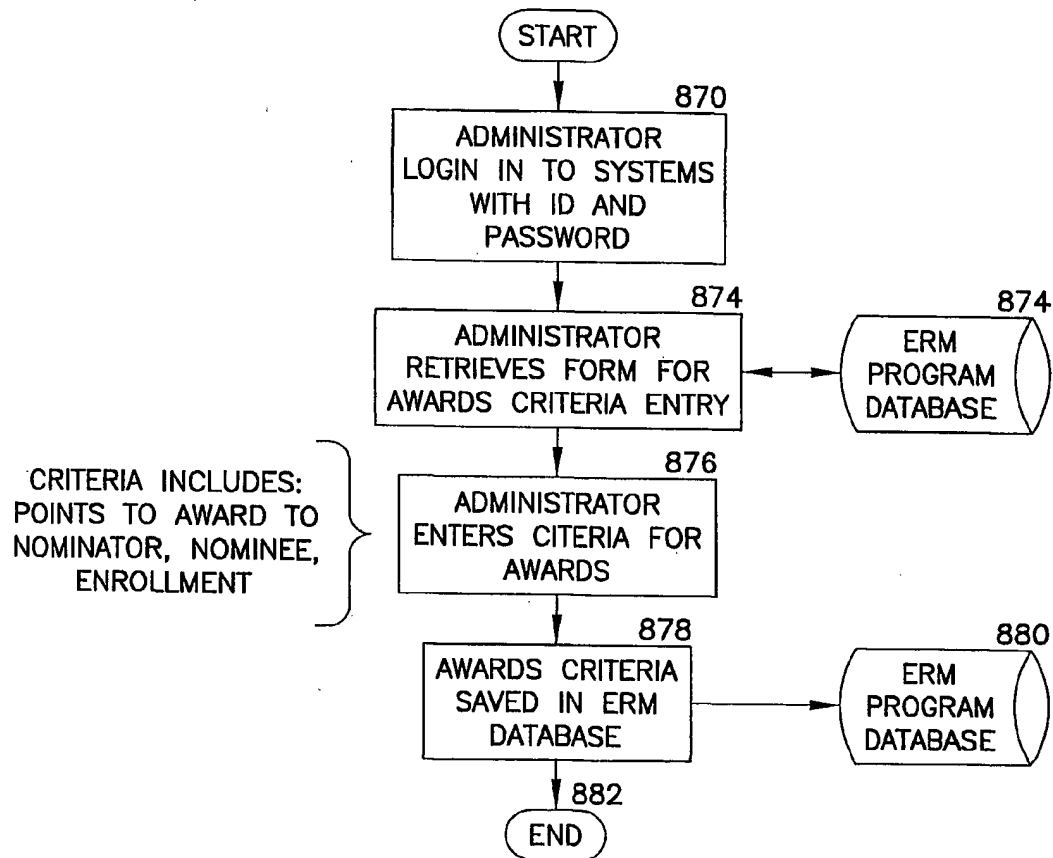 START
870
ADMINISTRATOR
LOGIN IN TO SYSTEMS
WITH ID AND
PASSWORD
874
ADMINISTRATOR
RETRIEVES FORM FOR
AWARDS CRITERIA ENTRY
874
ERM
PROGRAM
DATABASE
CRITERIA INCLUDES:
POINTS TO AWARD TO
NOMINATOR, NOMINEE,
ENROLLMENT
876
ADMINISTRATOR
ENTERS CITERIA FOR
AWARDS
878
AWARDS CRITERIA
SAVED IN ERM
DATABASE
880
ERM
PROGRAM
DATABASE
882
END